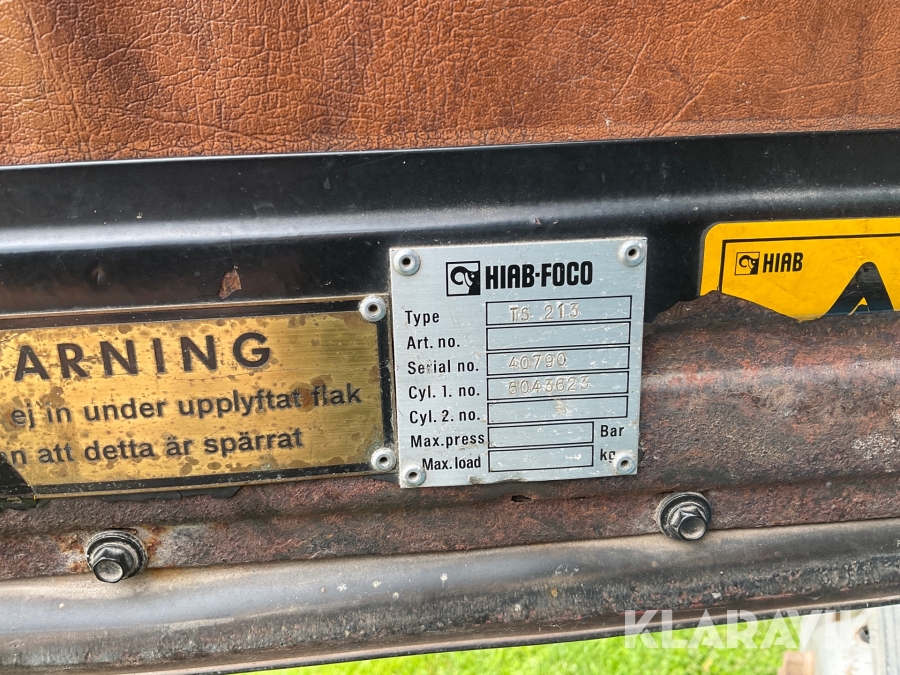 ARNING
ej in under upplyftat flak
n att detta är spärrat
HIAB-FOCO
Type TS 213
Art. no.
Serial no. 40790
Cyl. 1. no. 6043623
Cyl. 2. no.
Max. press Bar
Max. load kg
HIAB
KLARAVIK